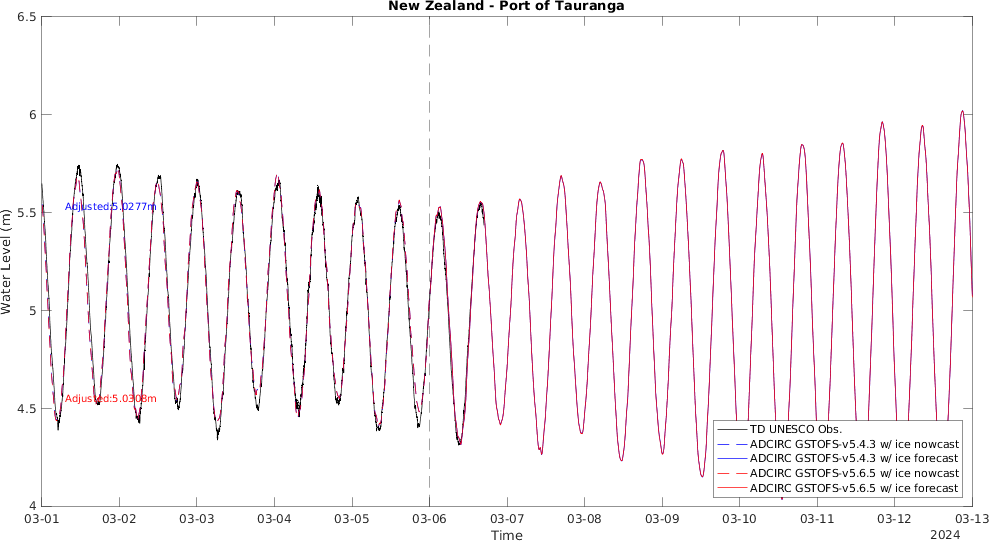 New Zealand - Port of Tauranga
6.5
6
5.5
5
4.5
4
Water Level (m)
Adjusted:5.0277m
Adjusted:5.0308m
TD UNESCO Obs.
ADCIRC GSTOFS-v5.4.3 w/ ice nowcast
ADCIRC GSTOFS-v5.4.3 w/ ice forecast
ADCIRC GSTOFS-v5.6.5 w/ ice nowcast
ADCIRC GSTOFS-v5.6.5 w/ ice forecast
03-01 03-02 03-03 03-04 03-05 03-06 03-07 03-08 03-09 03-10 03-11 03-12 03-13
Time
2024